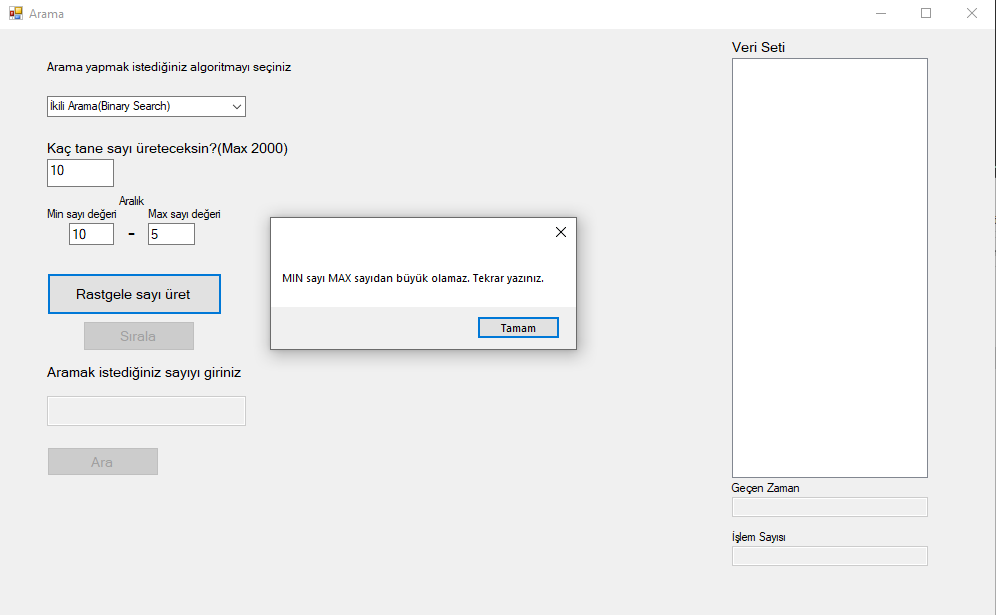 Arama
Arama yapmak istediğiniz algoritmayı seçiniz
İkili Arama(Binary Search)
Kaç tane sayı üreteceksin?(Max 2000)
10
Aralık
Min sayı değeri
Max sayı değeri
10
-
5
Rastgele sayı üret
Sırala
Aramak istediğiniz sayıyı giriniz
Ara
MIN sayı MAX sayıdan büyük olamaz. Tekrar yazınız.
Tamam
Veri Seti
Geçen Zaman
İşlem Sayısı